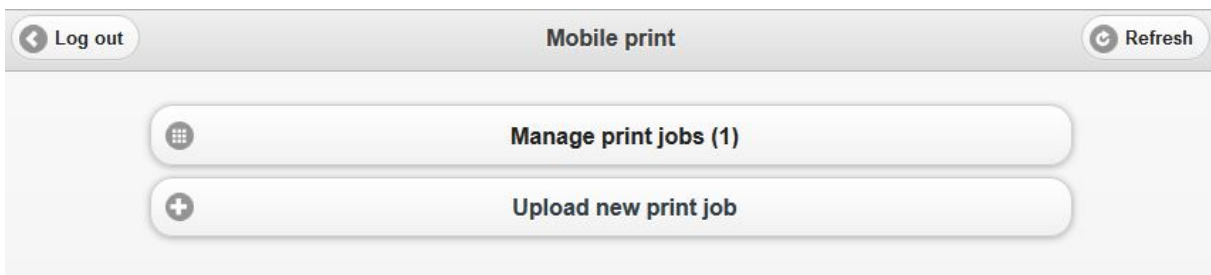 Log out
Mobile print
Refresh
Manage print jobs (1)
Upload new print job